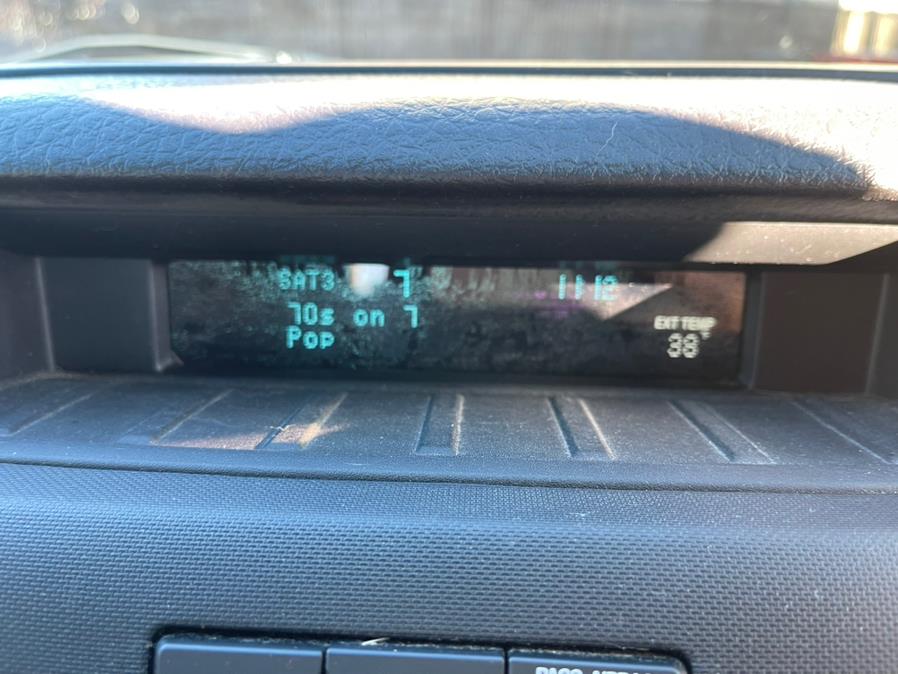 SAT3 7 11:12
70s on 7
Pop
EXT TEMP
38°